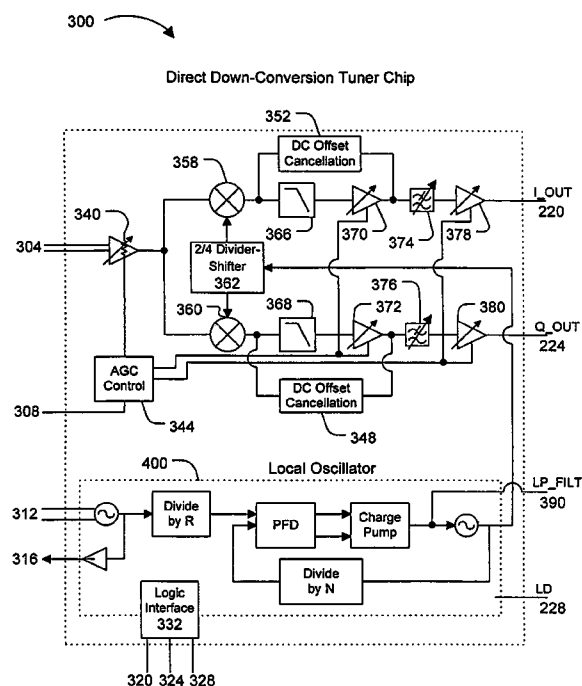 300
Direct Down-Conversion Tuner Chip
352
DC Offset
Cancellation
358
I_OUT
220
340
366
370
374
378
304
2/4 Divider-
Shifter
362
376
360
368
372
380
Q_OUT
224
AGC
Control
DC Offset
Cancellation
308
344
348
400
Local Oscillator
LP_FILT
390
312
Divide
by R
PFD
Charge
Pump
316
Divide
by N
Logic
Interface
332
LD
228
320
324
328